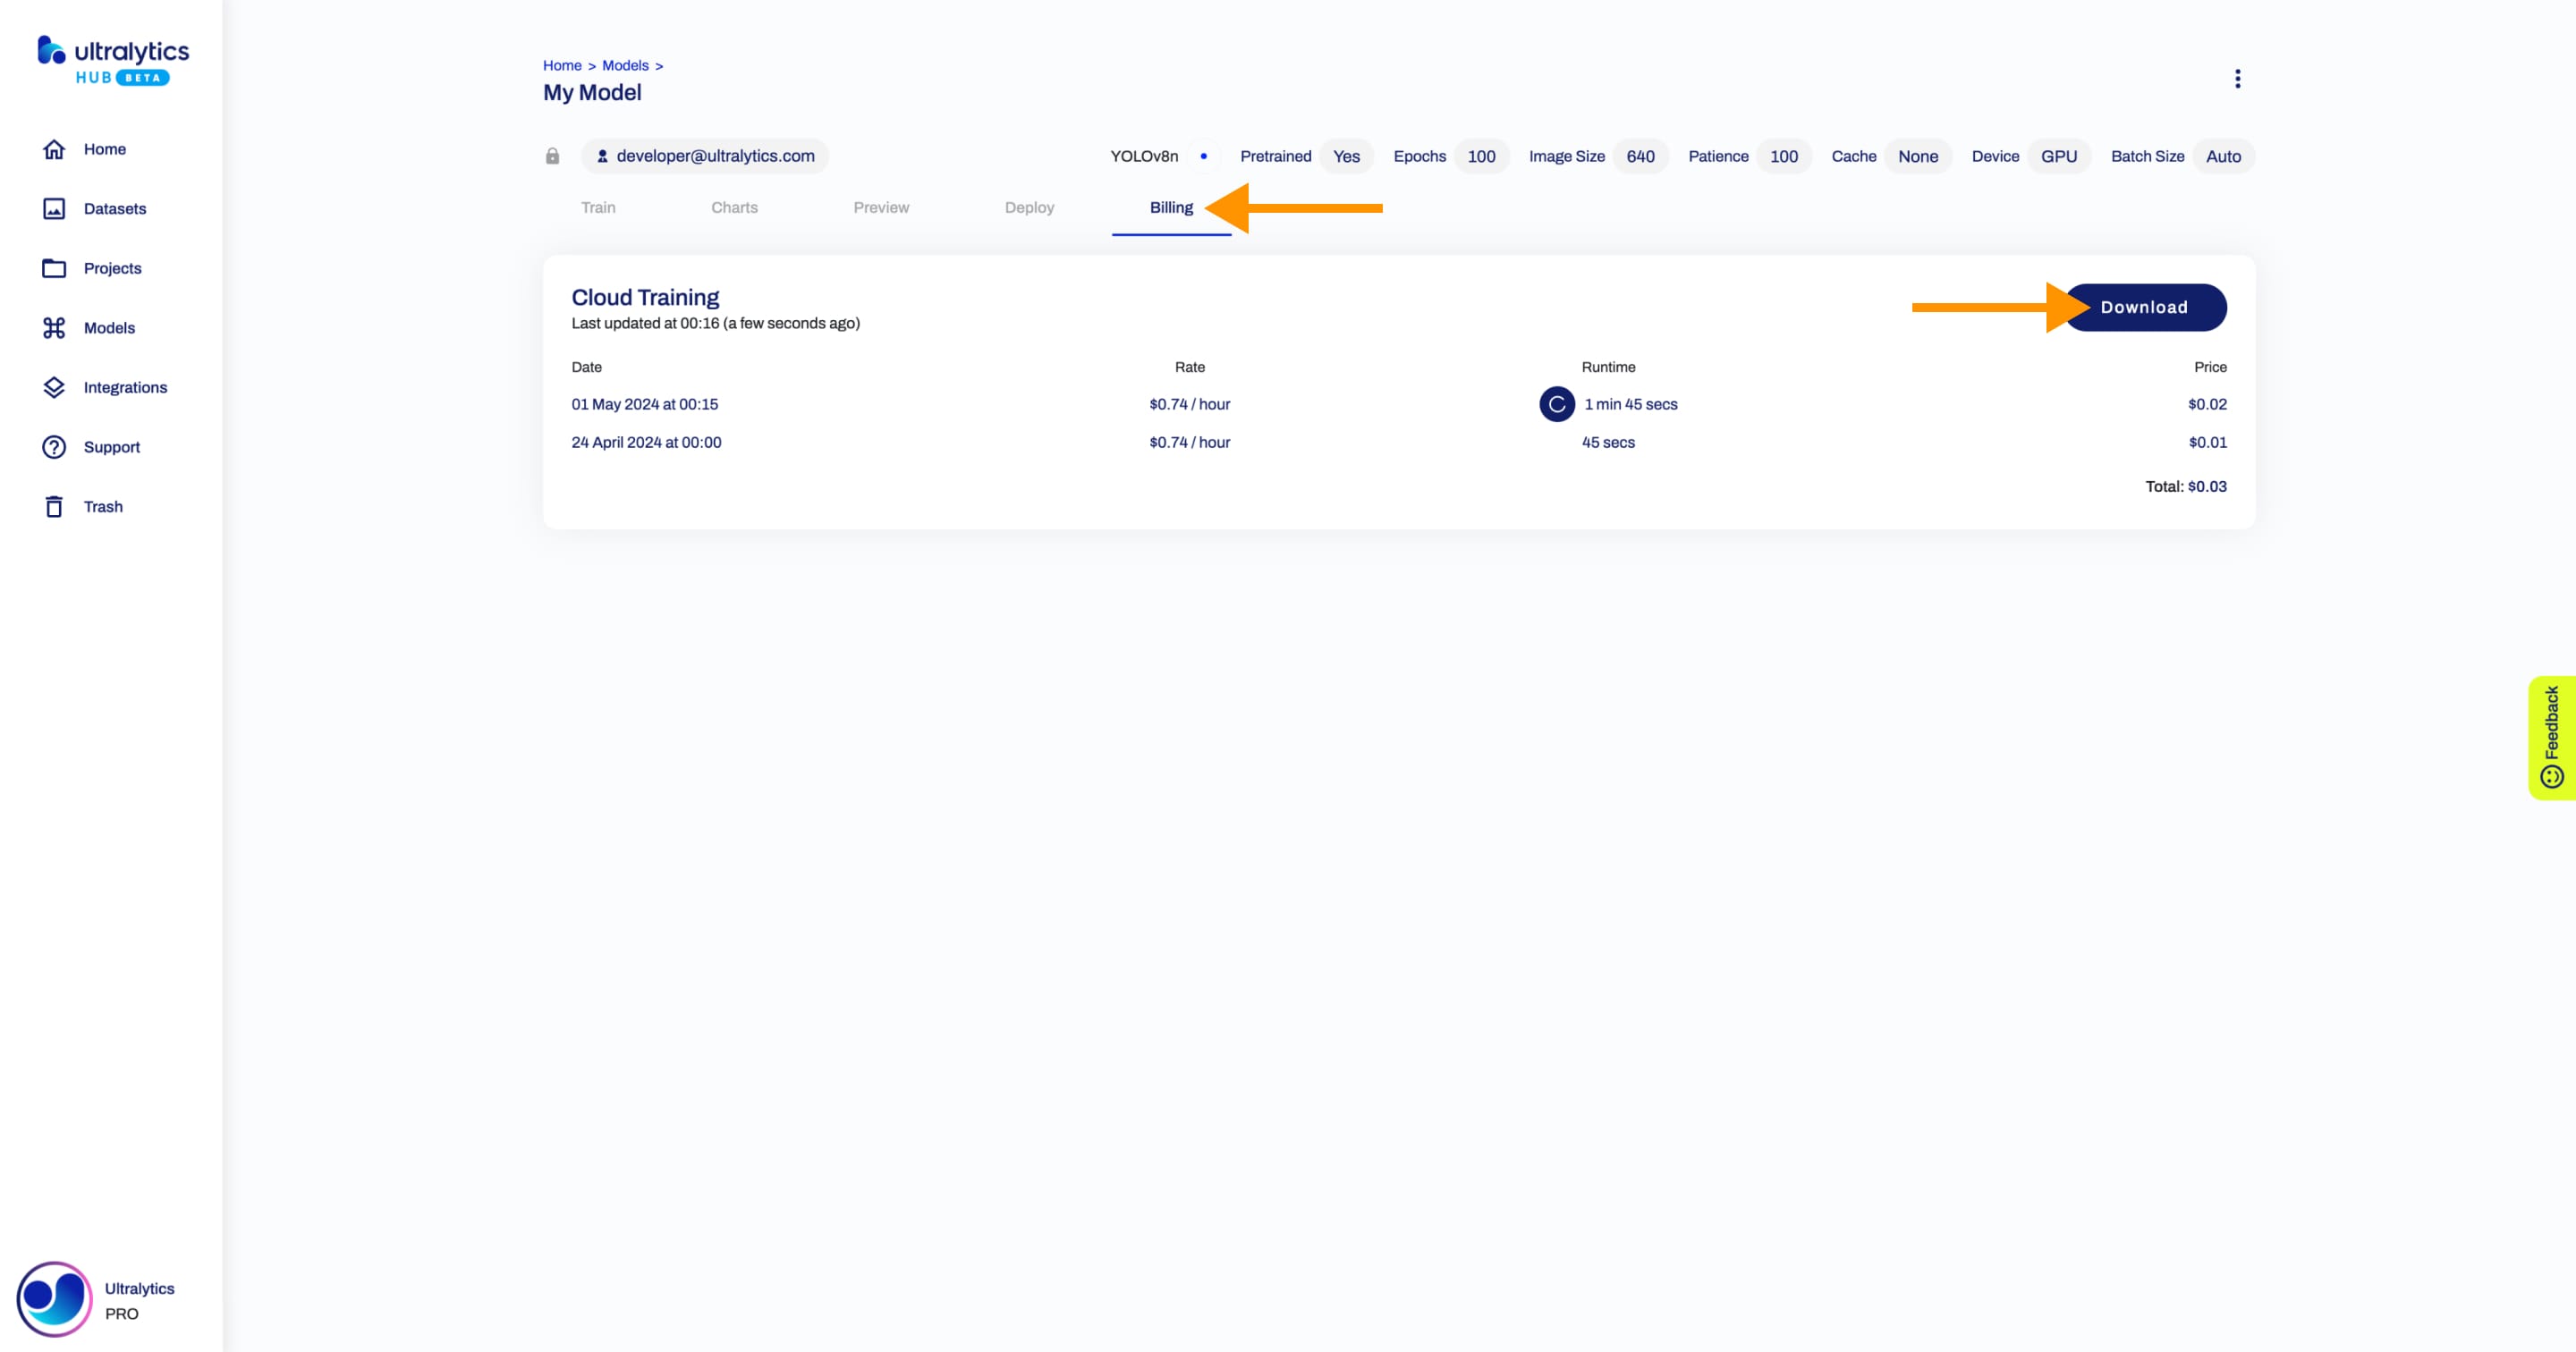 ultralytics
HUB BETA
Home
Datasets
Projects
Models
Integrations
Support
Trash
Ultralytics
PRO
Home > Models >
My Model
developer@ultralytics.com
YOLOv8n Pretrained Yes Epochs 100 Image Size 640 Patience 100 Cache None Device GPU Batch Size Auto
Train Charts Preview Deploy Billing
Cloud Training
Last updated at 00:16 (a few seconds ago)
Download
Date Rate Runtime Price
01 May 2024 at 00:15 $0.74 / hour 1 min 45 secs $0.02
24 April 2024 at 00:00 $0.74 / hour 45 secs $0.01
Total: $0.03
Feedback